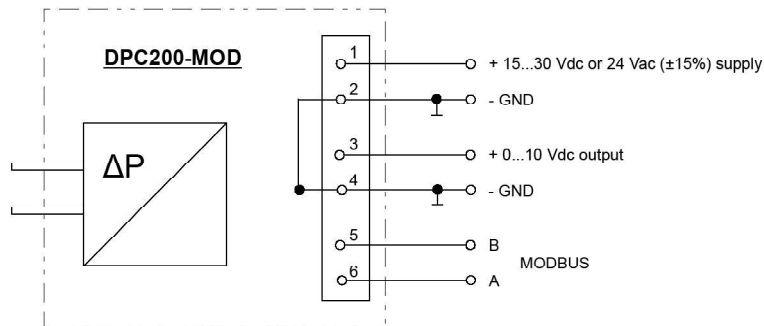 DPC200-MOD
ΔP
1 + 15...30 Vdc or 24 Vac (±15%) supply
2 - GND
3 + 0...10 Vdc output
4 - GND
5 B
MODBUS
6 A